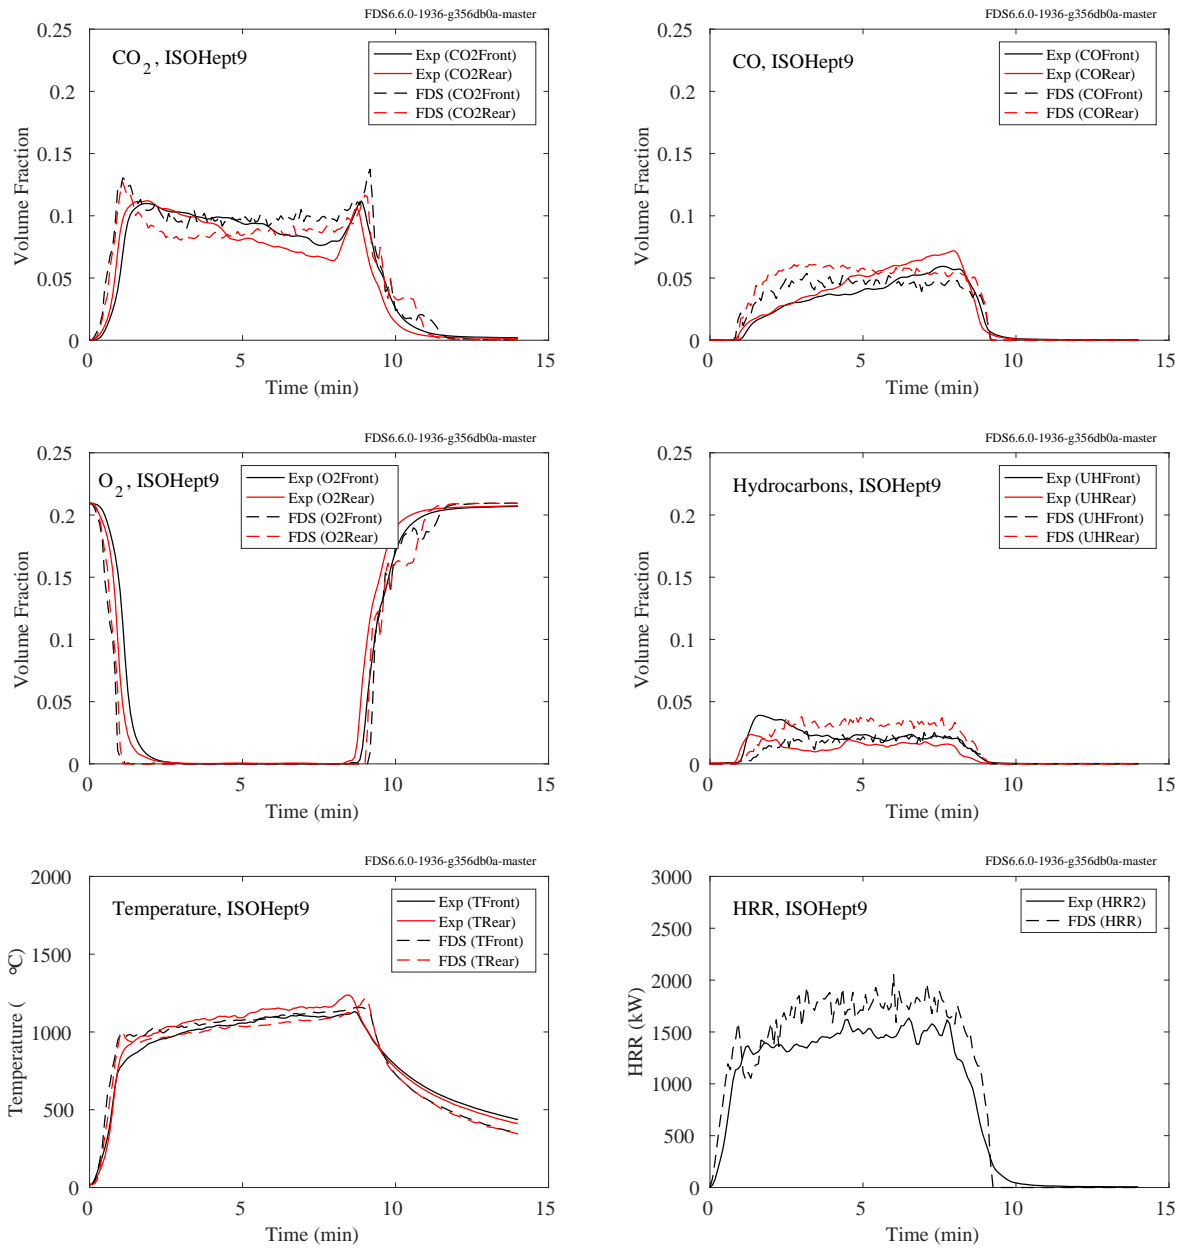 FDS6.6.0-1936-g356db0a-master
CO2, ISOHept9
Exp (CO2Front)
Exp (CO2Rear)
FDS (CO2Front)
FDS (CO2Rear)
0.25
0.2
0.15
0.1
0.05
0
Volume Fraction
0 5 10 15
Time (min)
FDS6.6.0-1936-g356db0a-master
CO, ISOHept9
Exp (COFront)
Exp (CORear)
FDS (COFront)
FDS (CORear)
0.25
0.2
0.15
0.1
0.05
0
Volume Fraction
0 5 10 15
Time (min)
FDS6.6.0-1936-g356db0a-master
O2, ISOHept9
Exp (O2Front)
Exp (O2Rear)
FDS (O2Front)
FDS (O2Rear)
0.25
0.2
0.15
0.1
0.05
0
Volume Fraction
0 5 10 15
Time (min)
FDS6.6.0-1936-g356db0a-master
Hydrocarbons, ISOHept9
Exp (UHFront)
Exp (UHRear)
FDS (UHFront)
FDS (UHRear)
0.25
0.2
0.15
0.1
0.05
0
Volume Fraction
0 5 10 15
Time (min)
FDS6.6.0-1936-g356db0a-master
Temperature, ISOHept9
Exp (TFront)
Exp (TRear)
FDS (TFront)
FDS (TRear)
2000
1500
1000
500
0
Temperature (°C)
0 5 10 15
Time (min)
FDS6.6.0-1936-g356db0a-master
HRR, ISOHept9
Exp (HRR2)
FDS (HRR)
3000
2500
2000
1500
1000
500
0
HRR (kW)
0 5 10 15
Time (min)